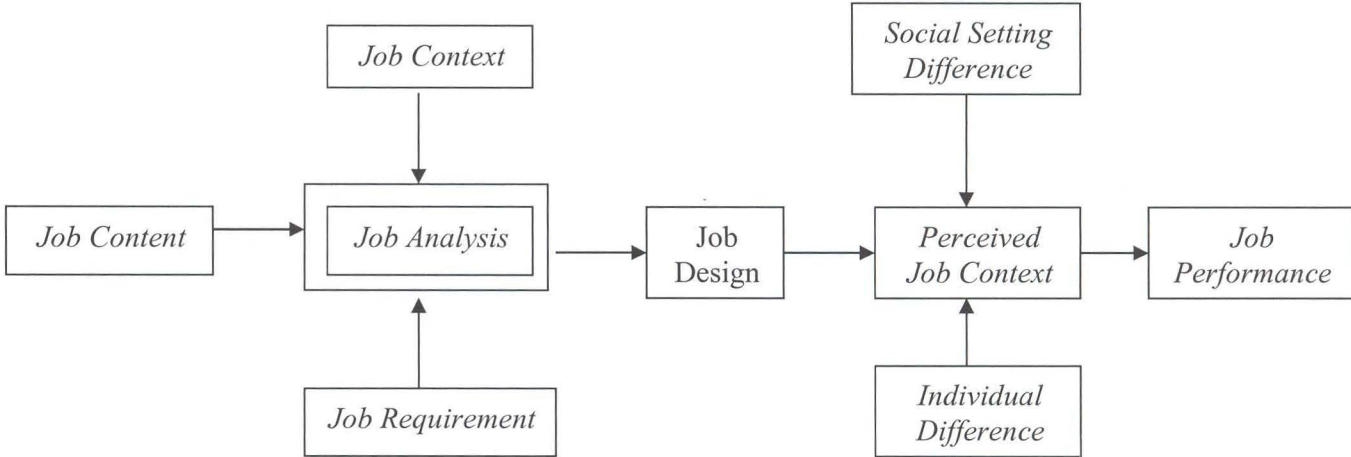 Job Context
Social Setting
Difference
Job Content
Job Analysis
Job
Design
Perceived
Job Context
Job
Performance
Job Requirement
Individual
Difference